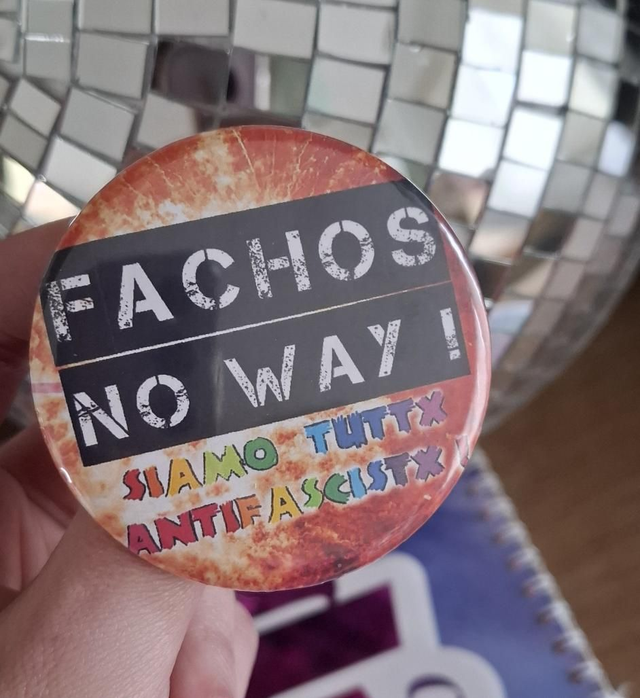 FACHOS
NO WAY !
SIAMO TUTTX
ANTIFASCISTX !